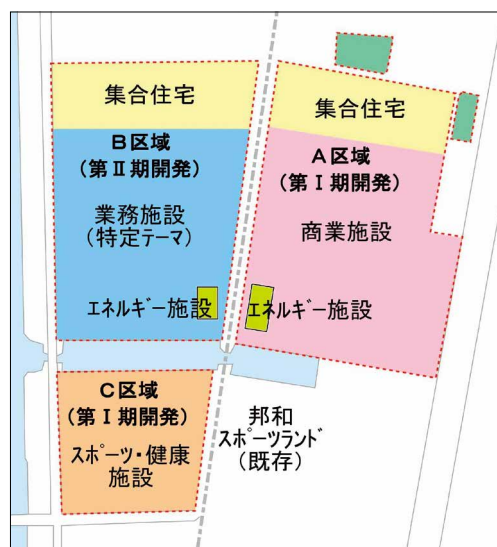 集合住宅
B区域
(第Ⅱ期開発)
業務施設
(特定テーマ)
エネルギー施設
集合住宅
A区域
(第Ⅰ期開発)
商業施設
エネルギー施設
C区域
(第Ⅰ期開発)
スポーツ・健康
施設
邦和
スポーツランド
(既存)